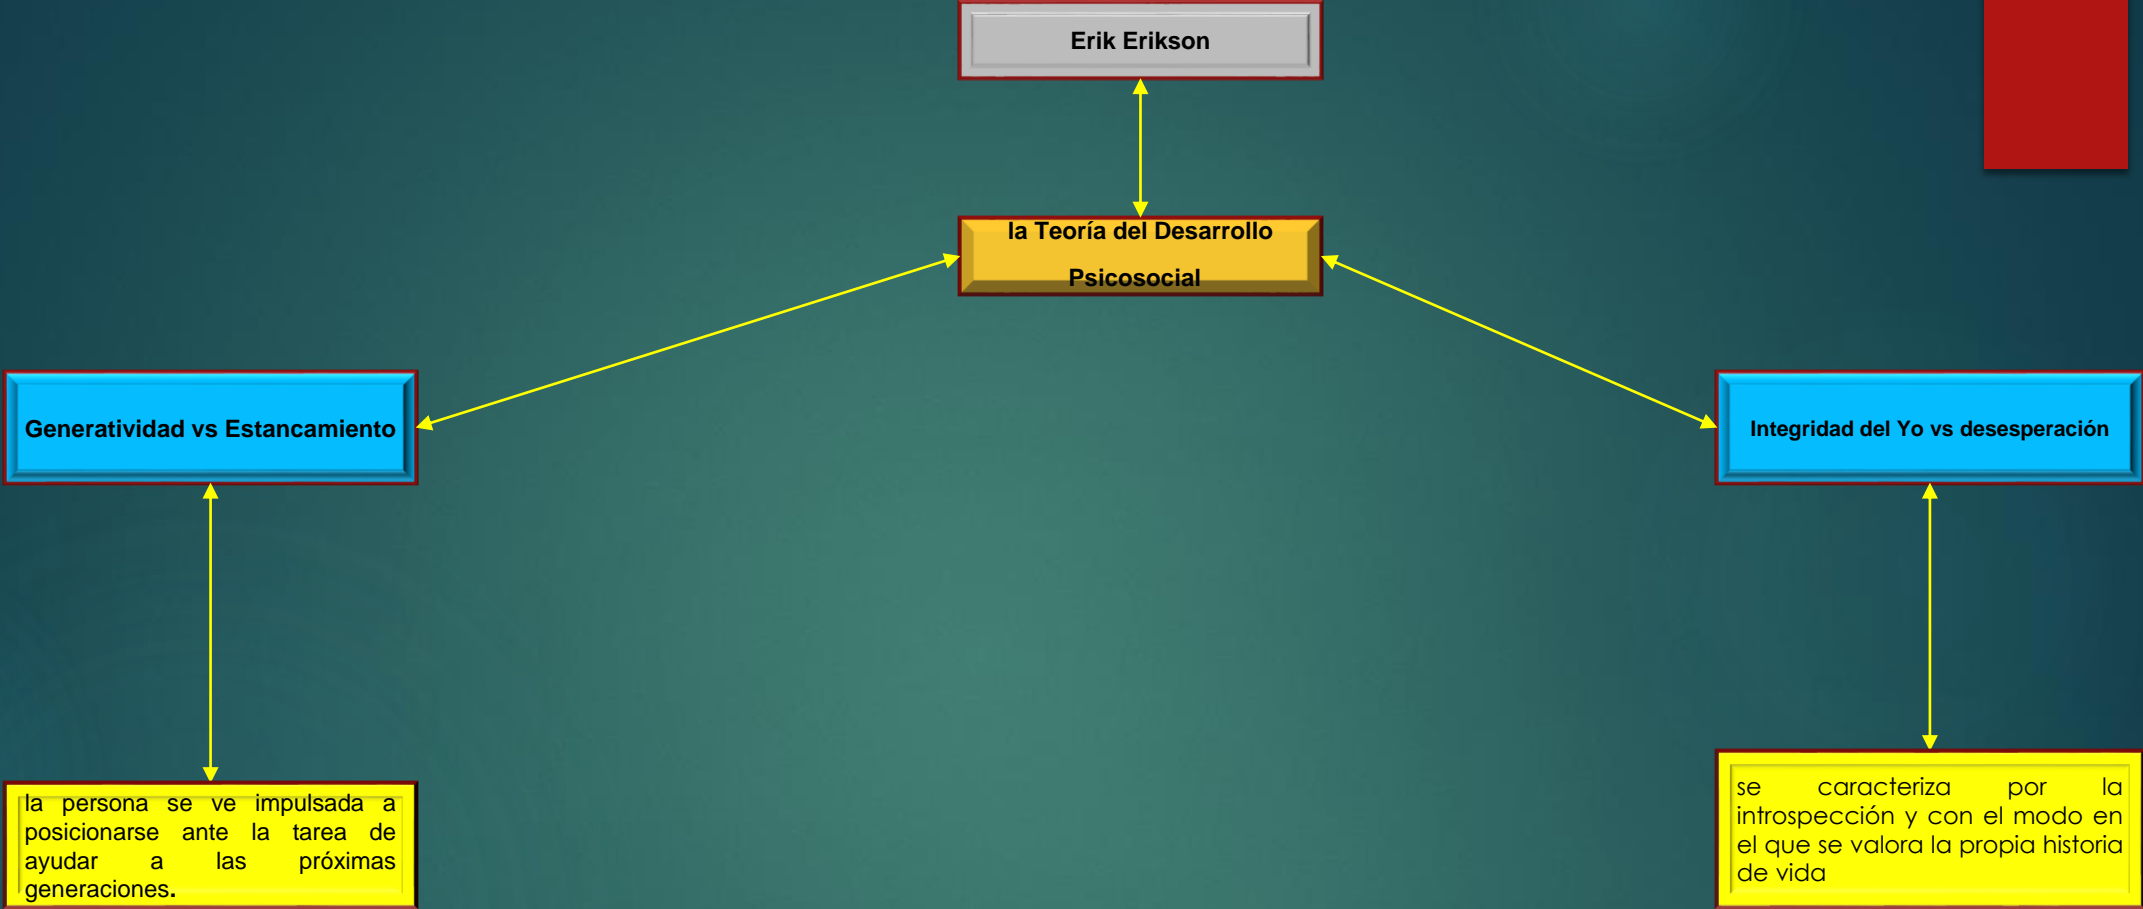 Erik Erikson
la Teoría del Desarrollo
Psicosocial
Generatividad vs Estancamiento
Integridad del Yo vs desesperación
la persona se ve impulsada a
posicionarse ante la tarea de
ayudar a las próximas
generaciones.
se caracteriza por la
introspección y con el modo en
el que se valora la propia historia
de vida